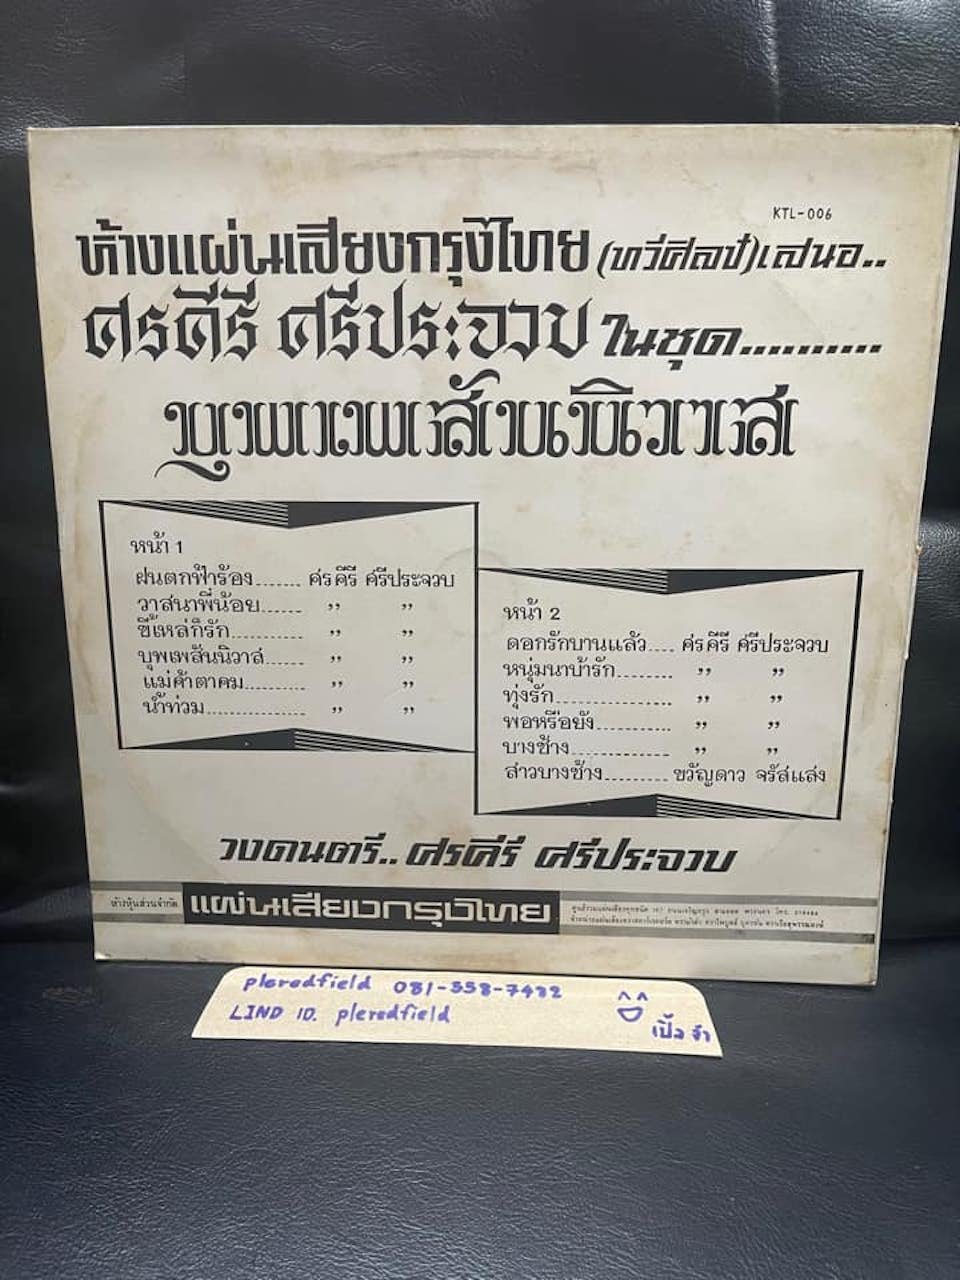 KTL-006
ห้างแผ่นเสียงกรุงไทย (ทวีศิลป์) เสนอ..
ศรคีรี ศรีประจวบ ในชุด..........
บุพเพสันนิวาส
หน้า 1
ฝนตกฟ้าร้อง....... ศรคีรี ศรีประจวบ
วาสนาพี่น้อย...... ,, ,,
ขี้เหล่ก็รัก............ ,, ,,
บุพเพสันนิวาส...... ,, ,,
แม่ค้าตาคม......... ,, ,,
น้ำท่วม............... ,, ,,
หน้า 2
ดอกรักบานแล้ว.... ศรคีรี ศรีประจวบ
หนุ่มนาบ้ารัก........ ,, ,,
ทุ่งรัก................. ,, ,,
พอหรือยัง........... ,, ,,
บางช้าง.............. ,, ,,
สาวบางช้าง......... ขวัญดาว จรัสแสง
วงดนตรี.. ศรคีรี ศรีประจวบ
ห้างหุ้นส่วนจำกัด แผ่นเสียงกรุงไทย
pleredfield 081-558-7482
LIND ID. pleredfield
เปิ้ล จ๋า